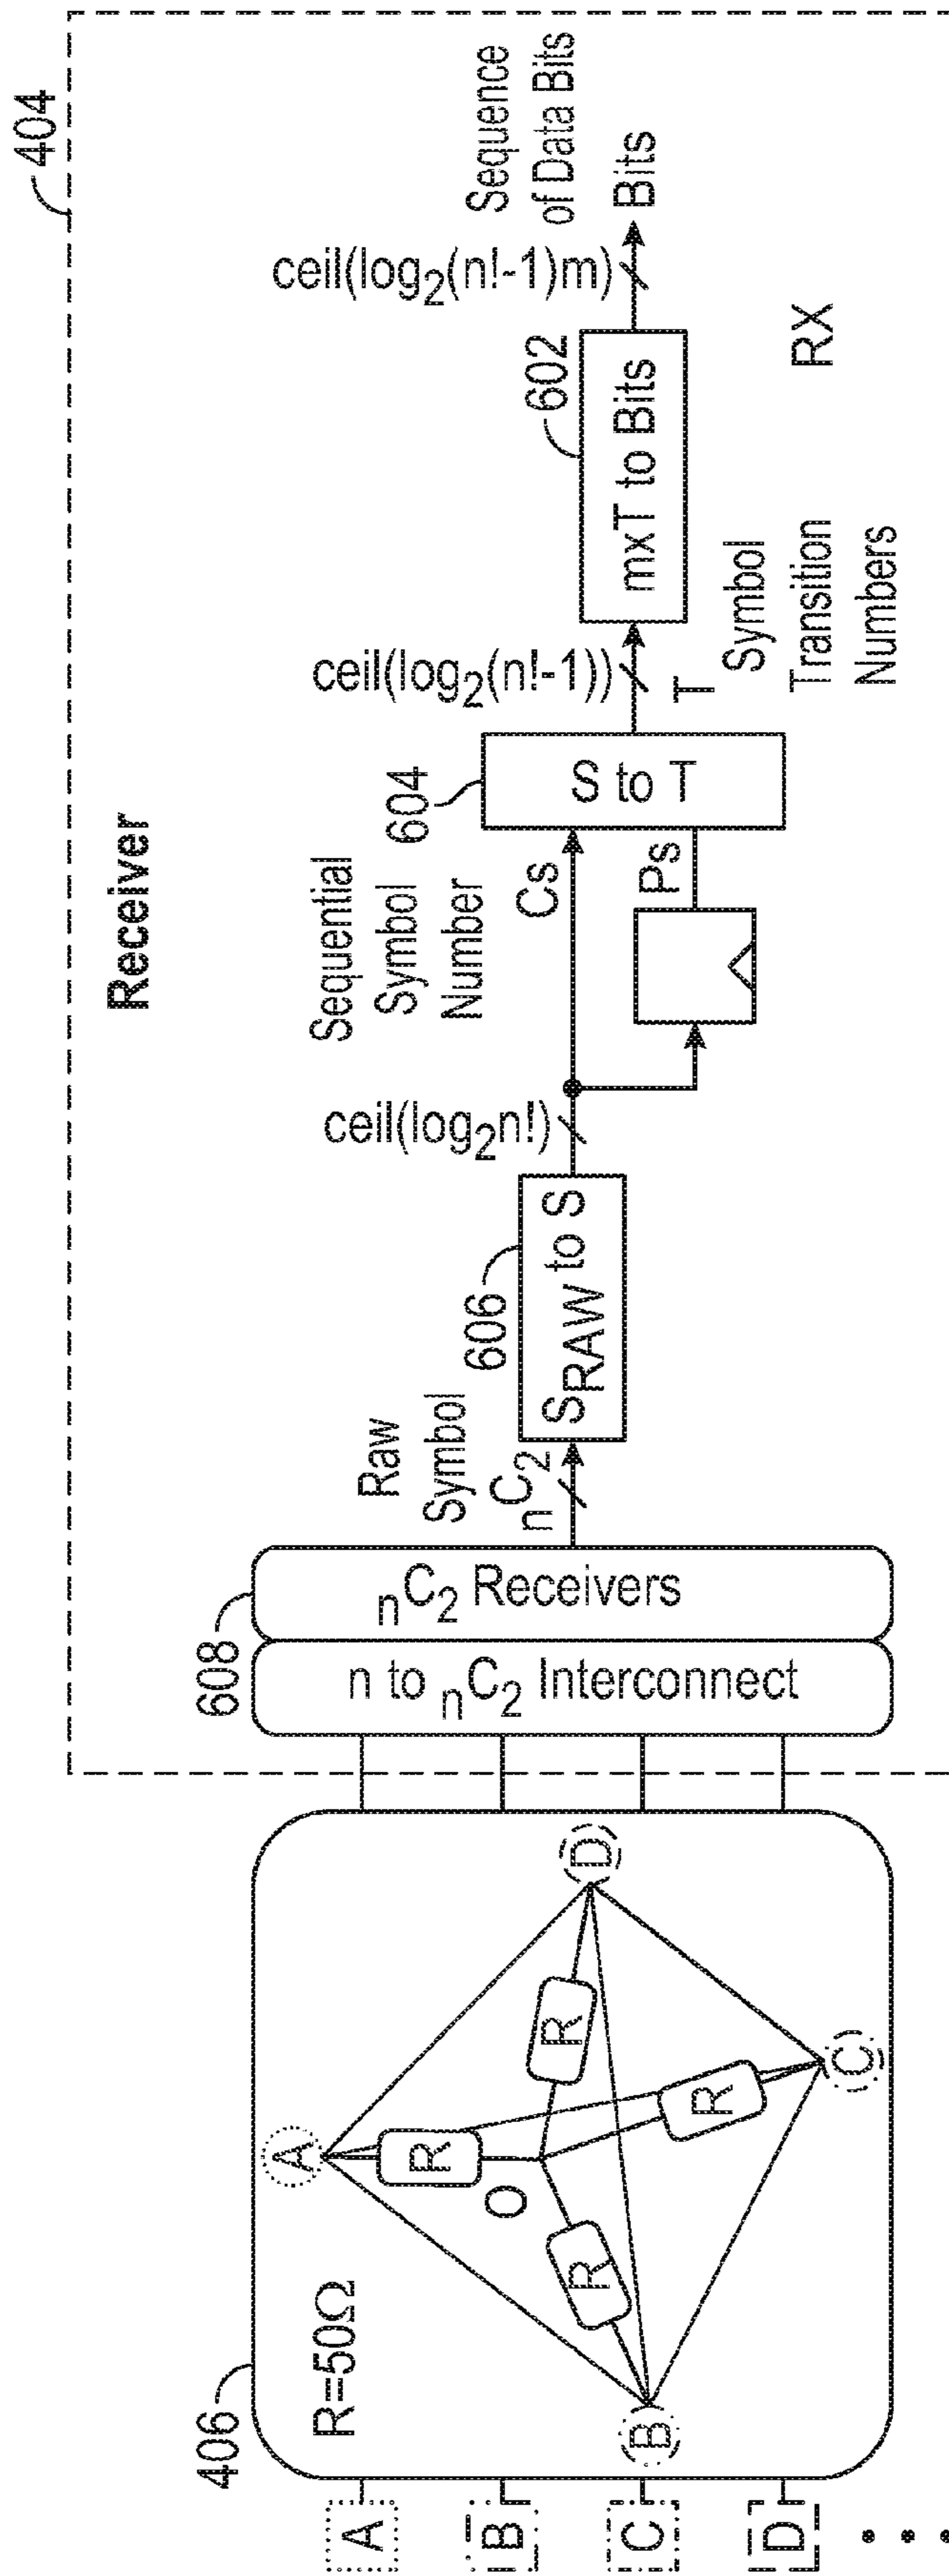 404
Receiver
406
R=50Ω
A
B
C
D
A
R
O
R
R
R
B
C
D
608
n to nC2 Interconnect
nC2 Receivers
Raw
Symbol
nC2
606
SRAW to S
ceil(log2n!)
Sequential
Symbol
Number
Cs
Ps
604
S to T
ceil(log2(n!-1))
T
Symbol
Transition
Numbers
602
mxT to Bits
ceil(log2(n!-1)m)
Sequence
of Data Bits
Bits
RX